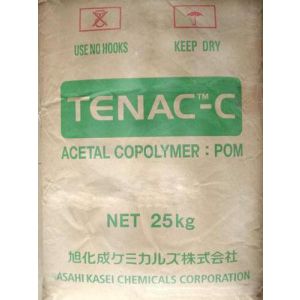 USE NO HOOKS
KEEP DRY
TENAC™-C
ACETAL COPOLYMER : POM
NET 25kg
旭化成ケミカルズ株式会社
ASAHI KASEI CHEMICALS CORPORATION